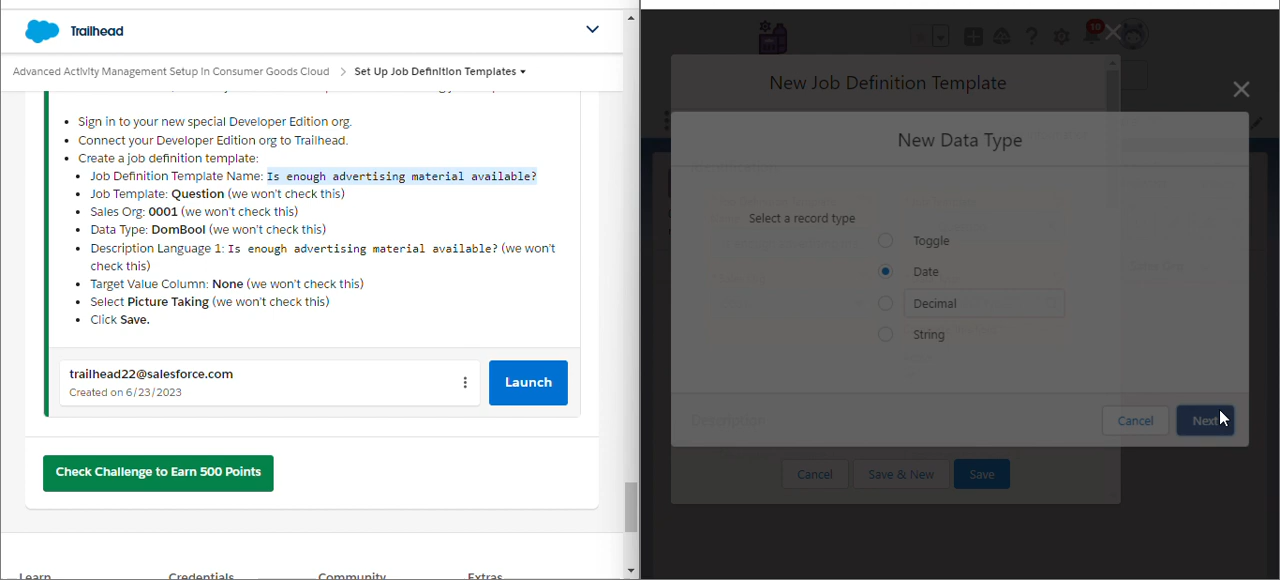 Trailhead
Advanced Activity Management Setup in Consumer Goods Cloud > Set Up Job Definition Templates
Sign in to your new special Developer Edition org.
Connect your Developer Edition org to Trailhead.
Create a job definition template:
Job Definition Template Name: Is enough advertising material available?
Job Template: Question (we won't check this)
Sales Org: 0001 (we won't check this)
Data Type: DomBool (we won't check this)
Description Language 1: Is enough advertising material available? (we won't
check this)
Target Value Column: None (we won't check this)
Select Picture Taking (we won't check this)
Click Save.
trailhead22@salesforce.com
Created on 6/23/2023
Launch
Check Challenge to Earn 500 Points
Learn Credentials Community Extras
10
New Job Definition Template
New Data Type
Select a record type
Toggle
Date
Decimal
String
Description
Cancel Next
Cancel Save & New Save